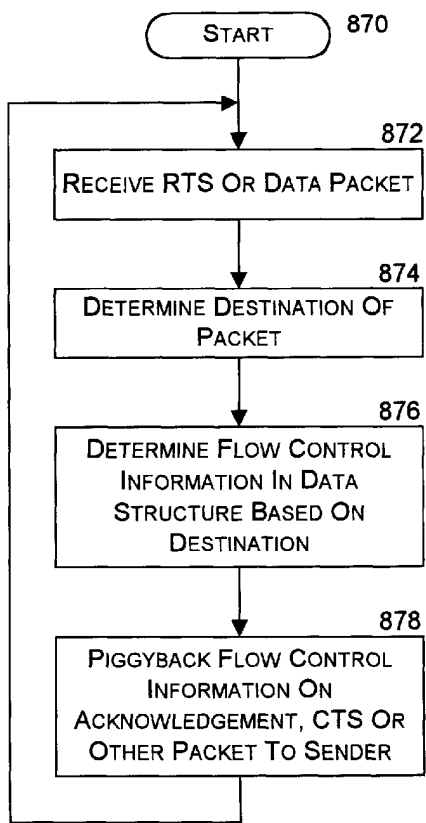 START 870
872
RECEIVE RTS OR DATA PACKET
874
DETERMINE DESTINATION OF
PACKET
876
DETERMINE FLOW CONTROL
INFORMATION IN DATA
STRUCTURE BASED ON
DESTINATION
878
PIGGYBACK FLOW CONTROL
INFORMATION ON
ACKNOWLEDGEMENT, CTS OR
OTHER PACKET TO SENDER